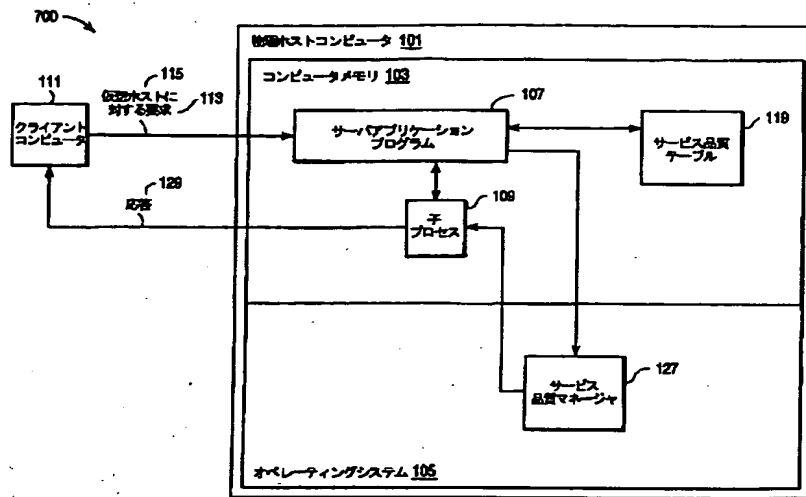 700
物理ホストコンピュータ 101
コンピュータメモリ 103
111
クライアント
コンピュータ
115
仮想ホストに
対する要求
113
107
サーバアプリケーション
プログラム
119
サービス品質
テーブル
129
応答
109
子
プロセス
127
サービス
品質マネージャ
オペレーティングシステム 105